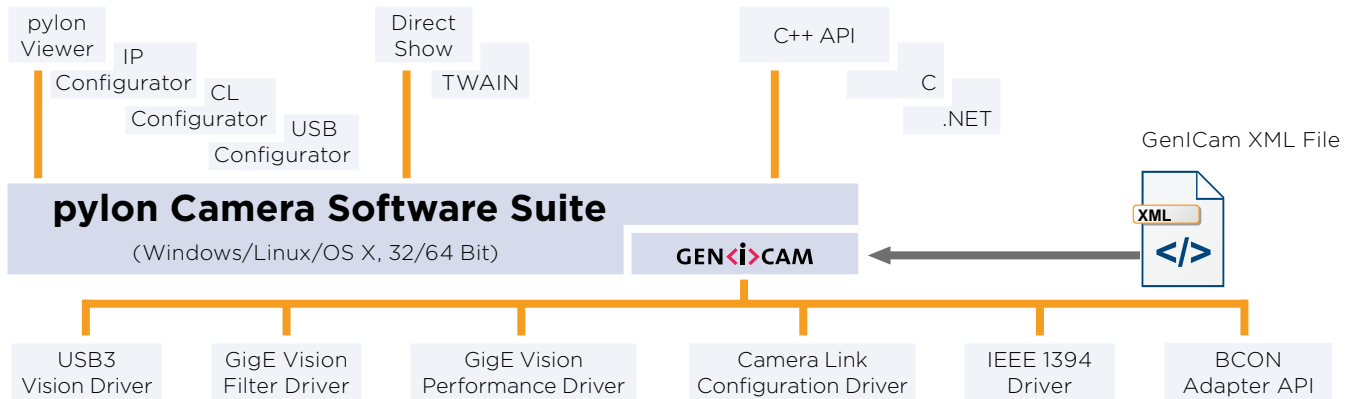 pylon
Viewer
IP
Configurator
CL
Configurator
USB
Configurator
Direct
Show
TWAIN
C++ API
C
.NET
GenICam XML File
XML
</>
pylon Camera Software Suite
(Windows/Linux/OS X, 32/64 Bit)
GEN<i>CAM
USB3
Vision Driver
GigE Vision
Filter Driver
GigE Vision
Performance Driver
Camera Link
Configuration Driver
IEEE 1394
Driver
BCON
Adapter API